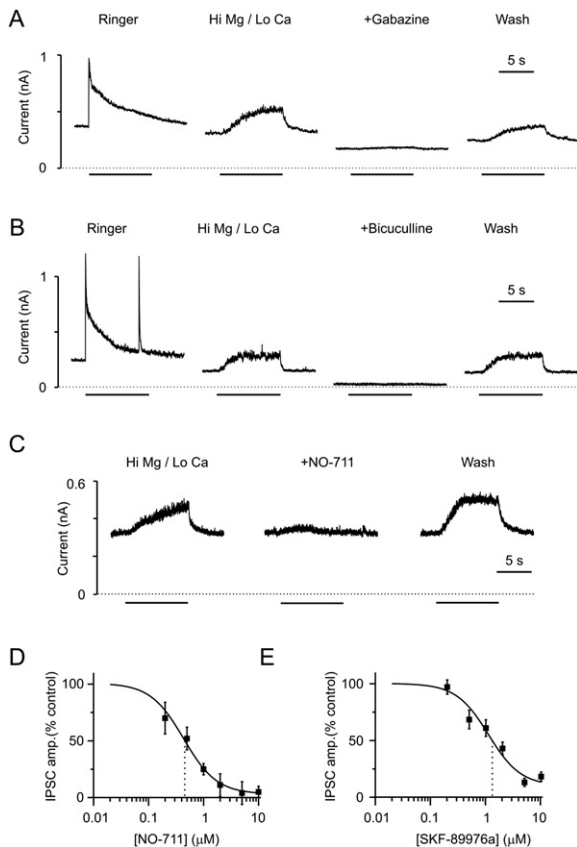 A
Ringer Hi Mg / Lo Ca +Gabazine Wash
1
5 s
Current (nA)
0
B
Ringer Hi Mg / Lo Ca +Bicuculline Wash
1
5 s
Current (nA)
0
C
Hi Mg / Lo Ca +NO-711 Wash
0.6
Current (nA)
5 s
0
D
IPSC amp.(% control)
100
50
0
0.01 0.1 1 10
[NO-711] (μM)
E
IPSC amp.(% control)
100
50
0
0.01 0.1 1 10
[SKF-89976a] (μM)